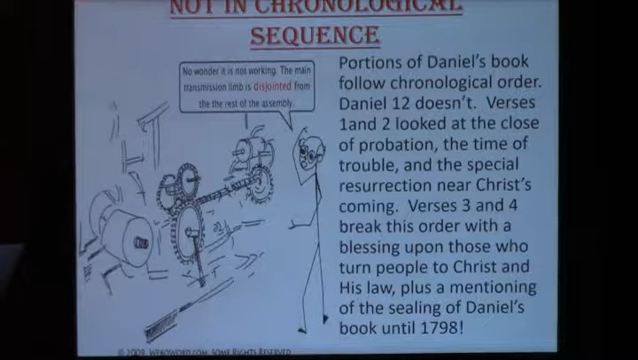 NOT IN CHRONOLOGICAL
SEQUENCE
No wonder it is not working. The main
transmission limb is disjointed from
the the rest of the assembly.
Portions of Daniel's book
follow chronological order.
Daniel 12 doesn't. Verses
1and 2 looked at the close
of probation, the time of
trouble, and the special
resurrection near Christ's
coming. Verses 3 and 4
break this order with a
blessing upon those who
turn people to Christ and
His law, plus a mentioning
of the sealing of Daniel's
book until 1798!
© 2009 WEBOWORD.COM. SOME RIGHTS RESERVED